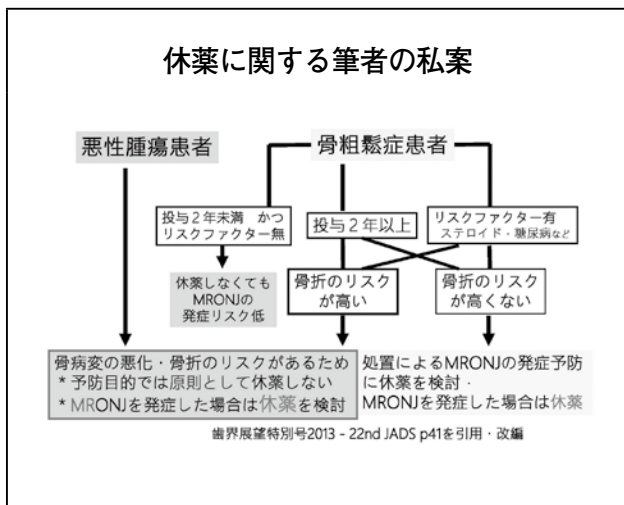 休薬に関する筆者の私案
悪性腫瘍患者
骨粗鬆症患者
投与２年未満　かつ
リスクファクター無
投与２年以上
リスクファクター有
ステロイド・糖尿病など
休薬しなくても
MRONJの
発症リスク低
骨折のリスク
が高い
骨折のリスク
が高くない
骨病変の悪化・骨折のリスクがあるため
* 予防目的では原則として休薬しない
* MRONJを発症した場合は休薬を検討
処置によるMRONJの発症予防
に休薬を検討・
MRONJを発症した場合は休薬
歯界展望特別号2013 - 22nd JADS p41を引用・改編